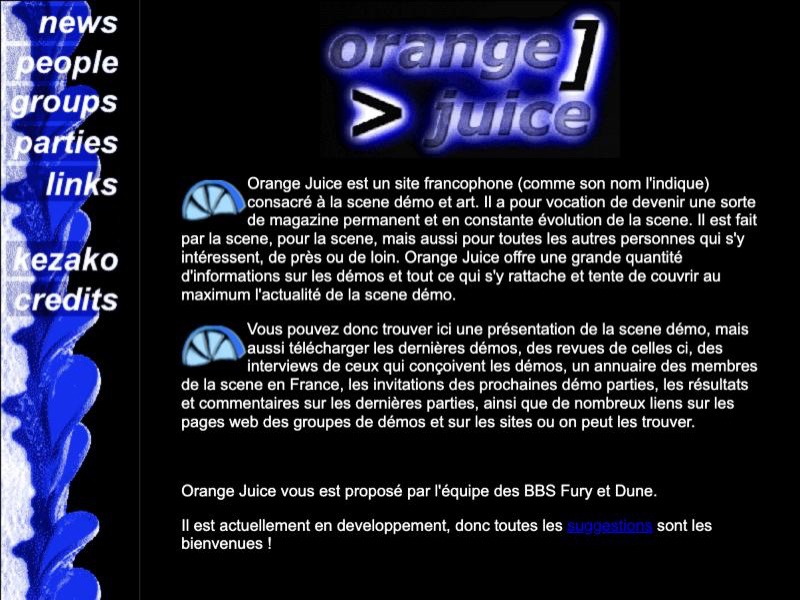 news
people
groups
parties
links
kezako
credits
orange]
> juice
Orange Juice est un site francophone (comme son nom l'indique)
consacré à la scene démo et art. Il a pour vocation de devenir une sorte
de magazine permanent et en constante évolution de la scene. Il est fait
par la scene, pour la scene, mais aussi pour toutes les autres personnes qui s'y
intéressent, de près ou de loin. Orange Juice offre une grande quantité
d'informations sur les démos et tout ce qui s'y rattache et tente de couvrir au
maximum l'actualité de la scene démo.
Vous pouvez donc trouver ici une présentation de la scene démo, mais
aussi télécharger les dernières démos, des revues de celles ci, des
interviews de ceux qui conçoivent les démos, un annuaire des membres
de la scene en France, les invitations des prochaines démo parties, les résultats
et commentaires sur les dernières parties, ainsi que de nombreux liens sur les
pages web des groupes de démos et sur les sites ou on peut les trouver.
Orange Juice vous est proposé par l'équipe des BBS Fury et Dune.
Il est actuellement en developpement, donc toutes les suggestions sont les
bienvenues !